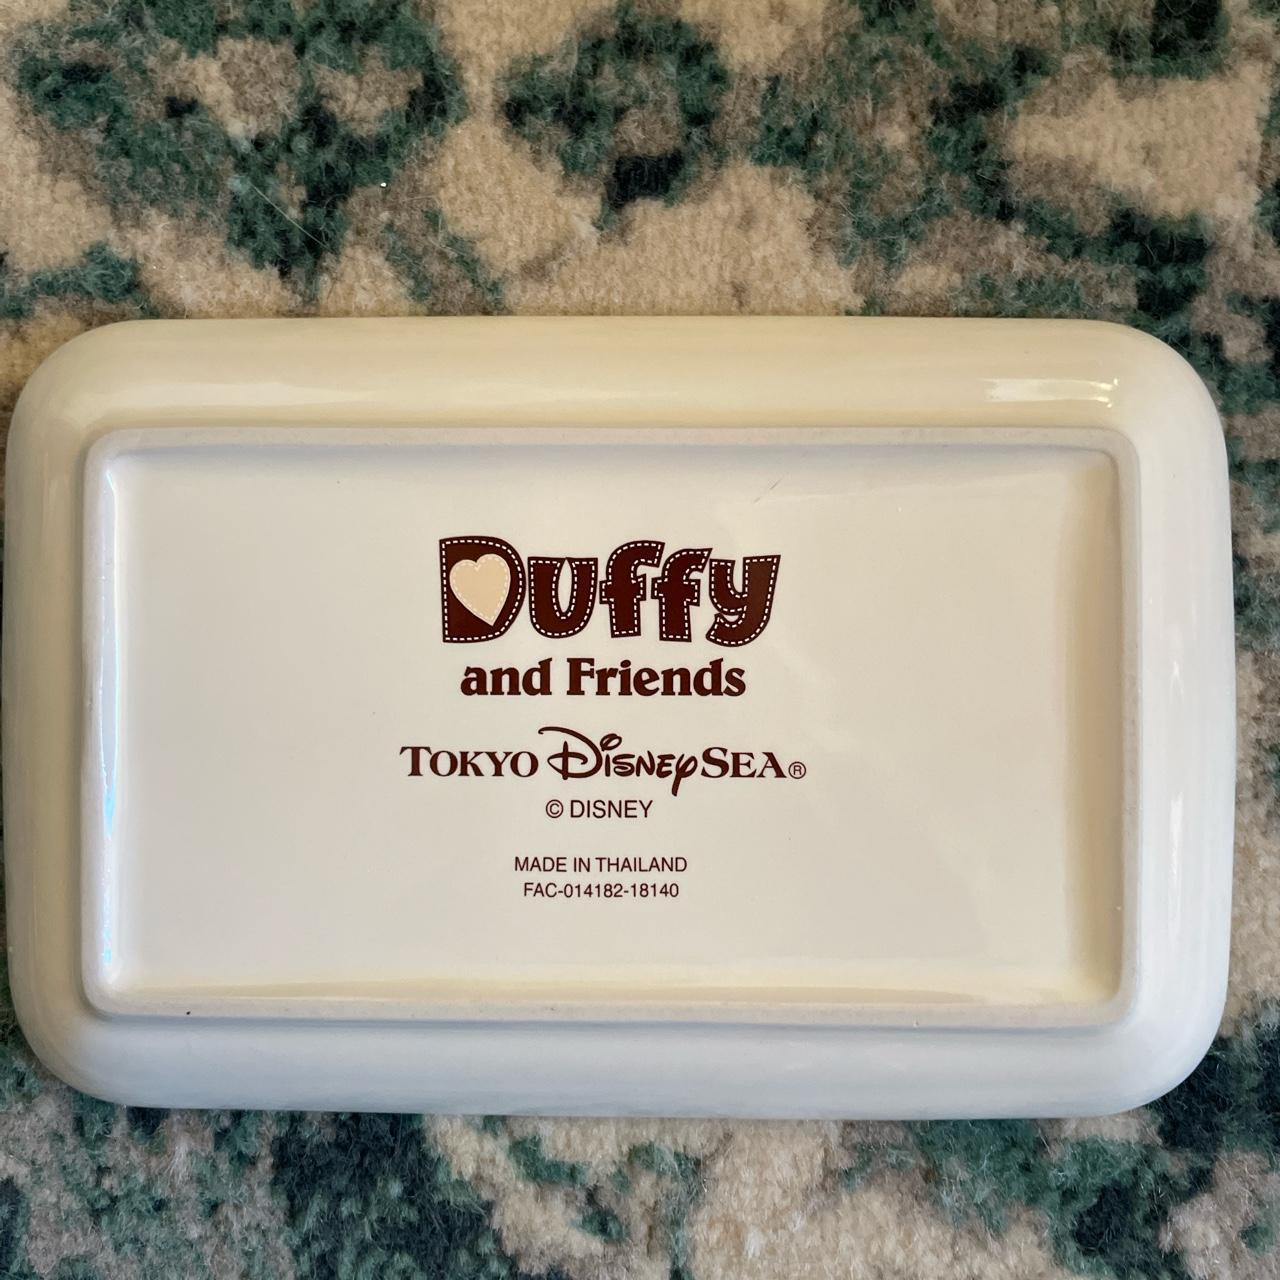 Duffy
and Friends
TOKYO DISNEYSEA®
© DISNEY
MADE IN THAILAND
FAC-014182-18140